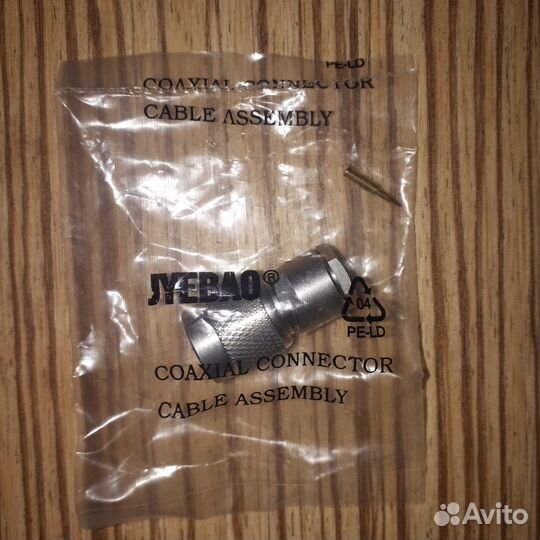 PE-LD
COAXIAL CONNECTOR
CABLE ASSEMBLY
JYEBAO®
04
PE-LD
COAXIAL CONNECTOR
CABLE ASSEMBLY
Avito